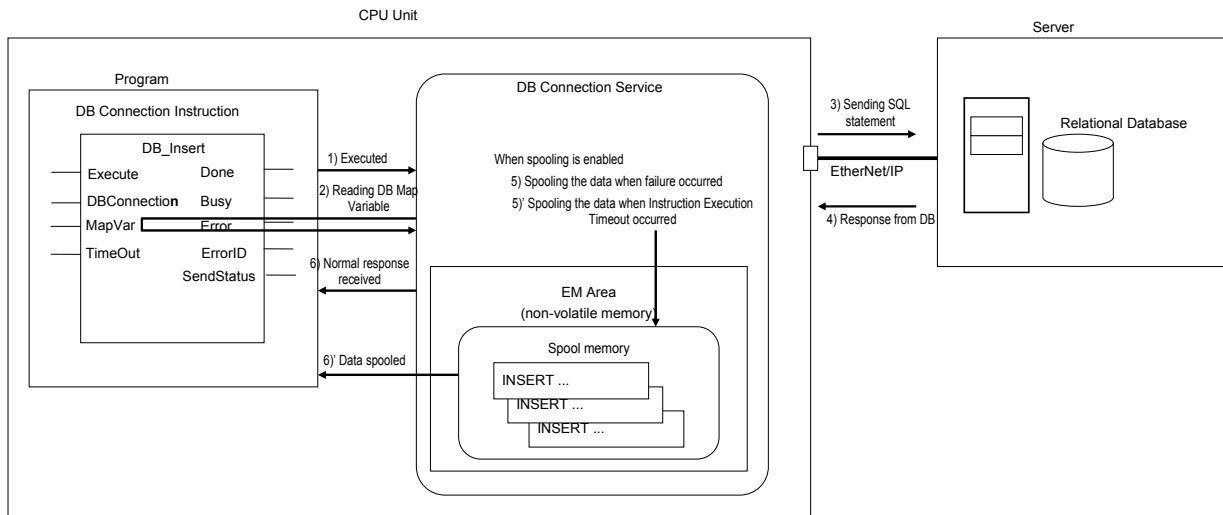 CPU Unit
Server
Program
DB Connection Instruction
DB_Insert
Execute
Done
DBConnection
Busy
MapVar
Error
TimeOut
ErrorID
SendStatus
1) Executed
2) Reading DB Map
Variable
6) Normal response
received
6)' Data spooled
DB Connection Service
When spooling is enabled
5) Spooling the data when failure occurred
5)' Spooling the data when Instruction Execution
Timeout occurred
EM Area
(non-volatile memory)
Spool memory
INSERT ...
INSERT ...
INSERT ...
3) Sending SQL
statement
EtherNet/IP
4) Response from DB
Relational Database